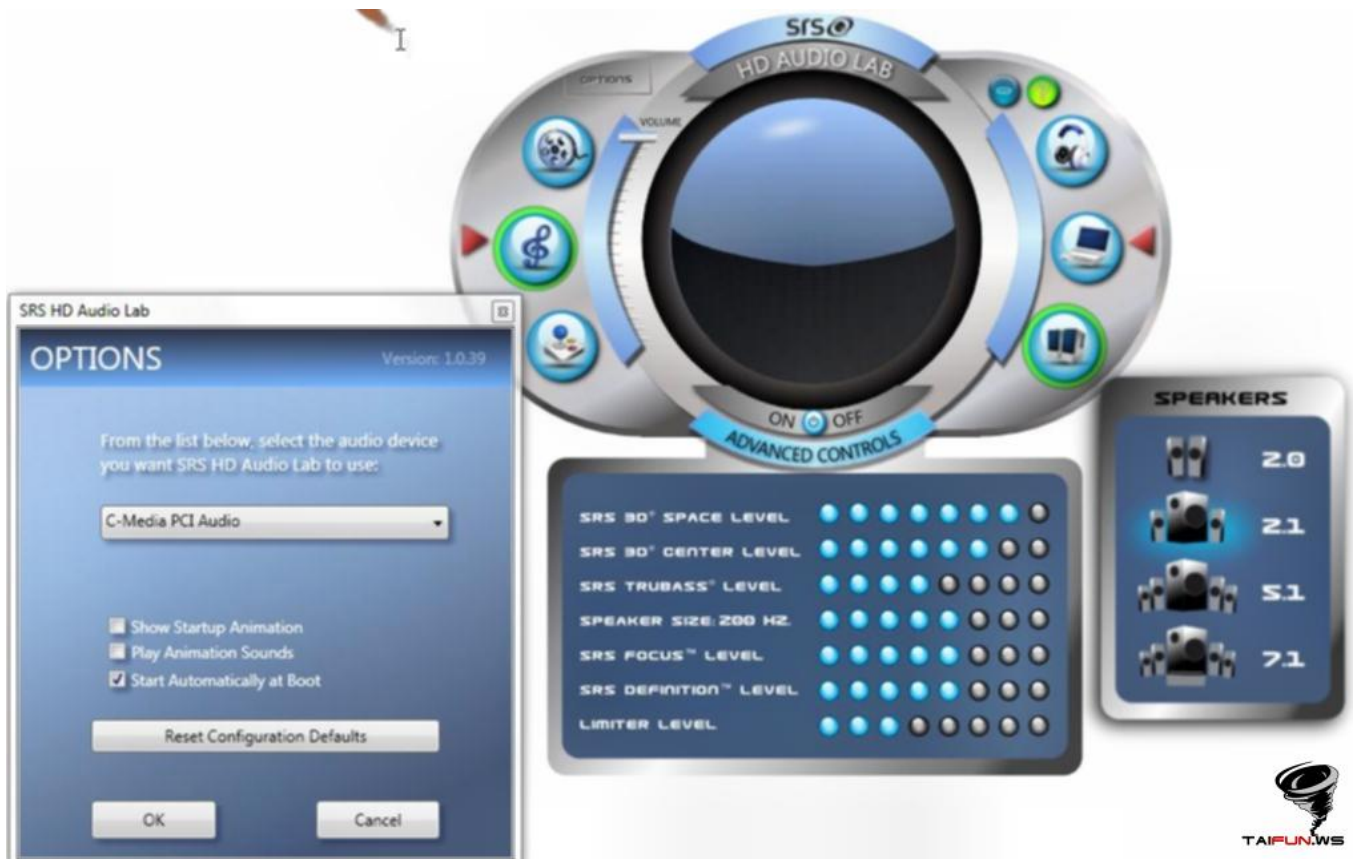 srs
HD AUDIO LAB
OPTIONS
VOLUME
SRS HD Audio Lab
OPTIONS
Version: 1.0.39
From the list below, select the audio device
you want SRS HD Audio Lab to use:
C-Media PCI Audio
Show Startup Animation
Play Animation Sounds
Start Automatically at Boot
Reset Configuration Defaults
OK
Cancel
ON OFF
ADVANCED CONTROLS
SRS 3D® SPACE LEVEL
SRS 3D® CENTER LEVEL
SRS TRUBASS® LEVEL
SPEAKER SIZE: 200 HZ.
SRS FOCUS™ LEVEL
SRS DEFINITION™ LEVEL
LIMITER LEVEL
SPEAKERS
2.0
2.1
5.1
7.1
TAIFUN.WS